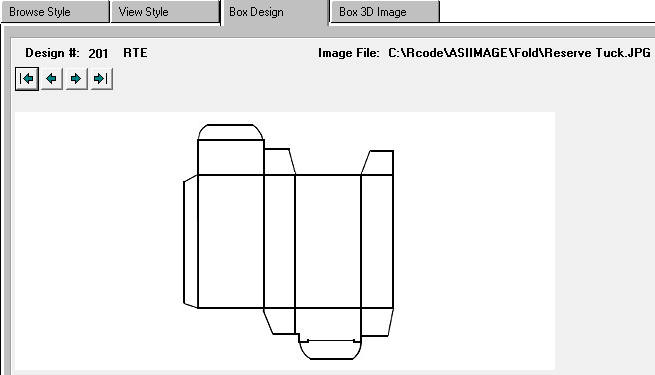 Browse Style View Style Box Design Box 3D Image
Design #: 201 RTE Image File: C:\Rcode\ASIIMAGE\Fold\Reserve Tuck.JPG